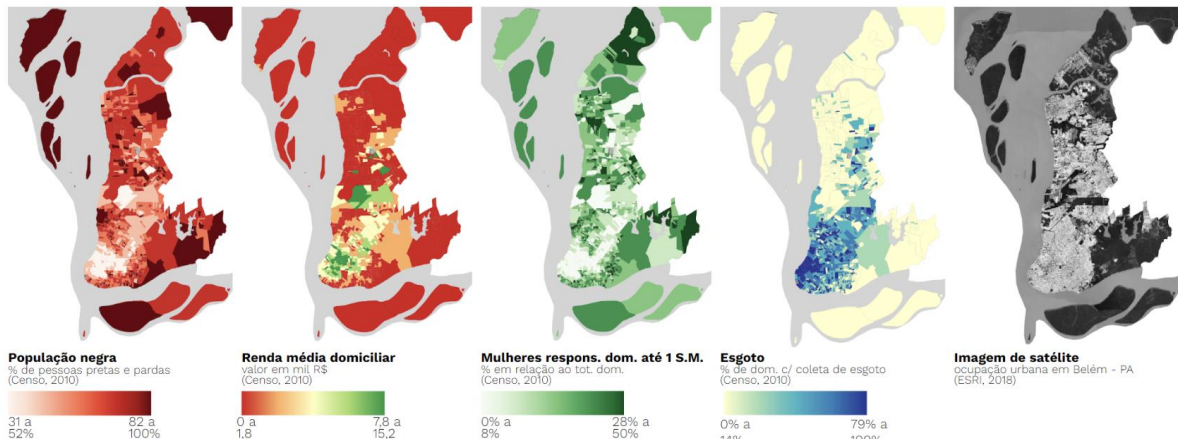 População negra
% de pessoas pretas e pardas
(Censo, 2010)
31 a
52%
82 a
100%
Renda média domiciliar
valor em mil R$
(Censo, 2010)
0 a
1,8
7,8 a
15,2
Mulheres respons. dom. até 1 S.M.
% em relação ao tot. dom.
(Censo, 2010)
0% a
8%
28% a
50%
Esgoto
% de dom. c/ coleta de esgoto
(Censo, 2010)
0% a
14%
79% a
100%
Imagem de satélite
ocupação urbana em Belém - PA
(ESRI, 2018)